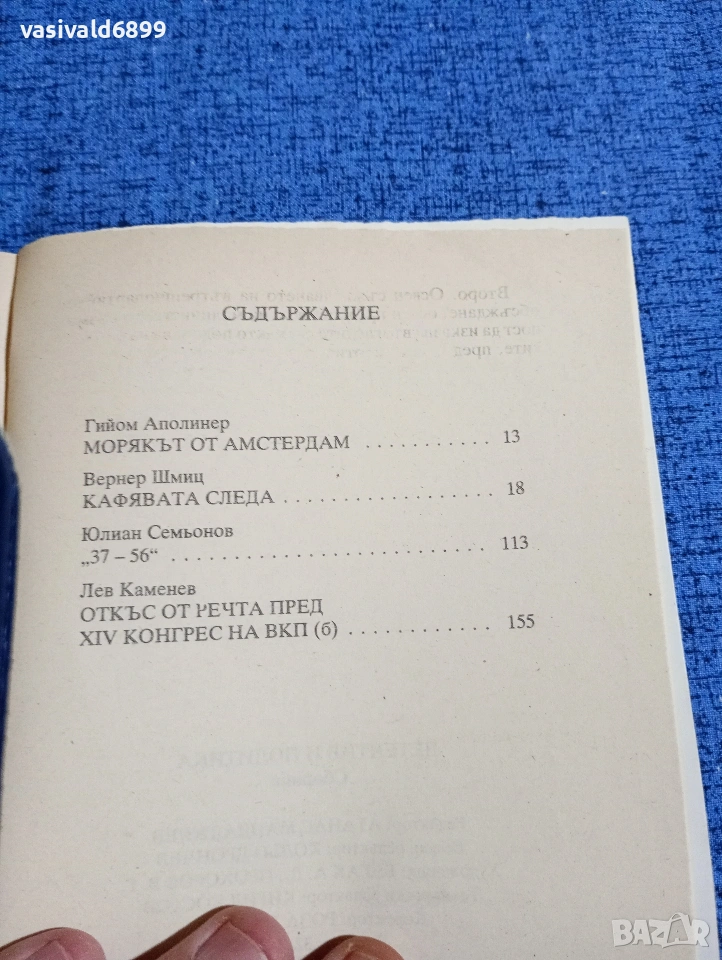 vasivald6899
СЪДЪРЖАНИЕ
Гийом Аполинер
МОРЯКЪТ ОТ АМСТЕРДАМ . . . . . . . . . . . 13
Вернер Шмиц
КАФЯВАТА СЛЕДА . . . . . . . . . . . . . . . . . 18
Юлиан Семьонов
„37 – 56“ . . . . . . . . . . . . . . . . . . . . . . . . . 113
Лев Каменев
ОТКЪС ОТ РЕЧТА ПРЕД
XIV КОНГРЕС НА ВКП (б) . . . . . . . . . . . . 155
BAZAR